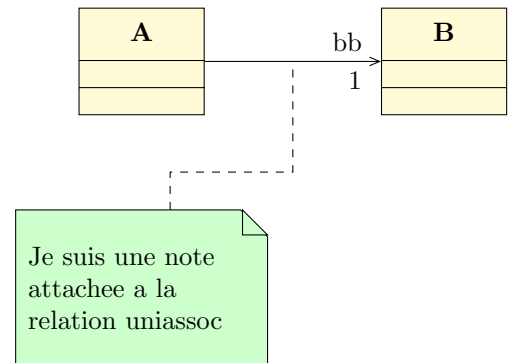 A
bb
B
1
Je suis une note
attachee a la
relation uniassoc